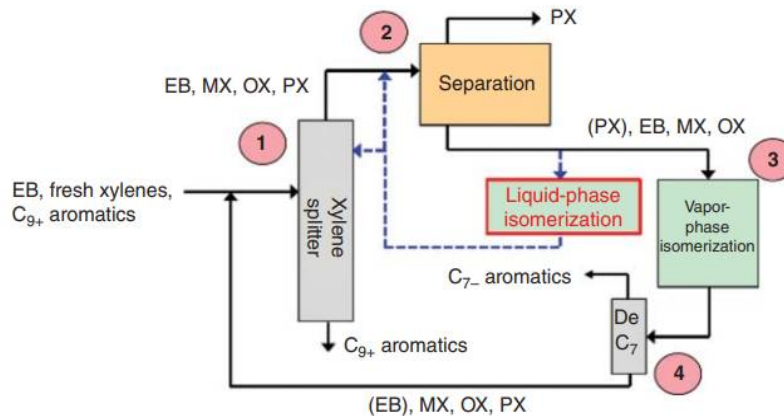 PX
2
EB, MX, OX, PX
Separation
1
(PX), EB, MX, OX
3
EB, fresh xylenes,
C₉₊ aromatics
Xylene
splitter
Liquid-phase
isomerization
Vapor-
phase
isomerization
C₇₋ aromatics
De
C₇
C₉₊ aromatics
4
(EB), MX, OX, PX